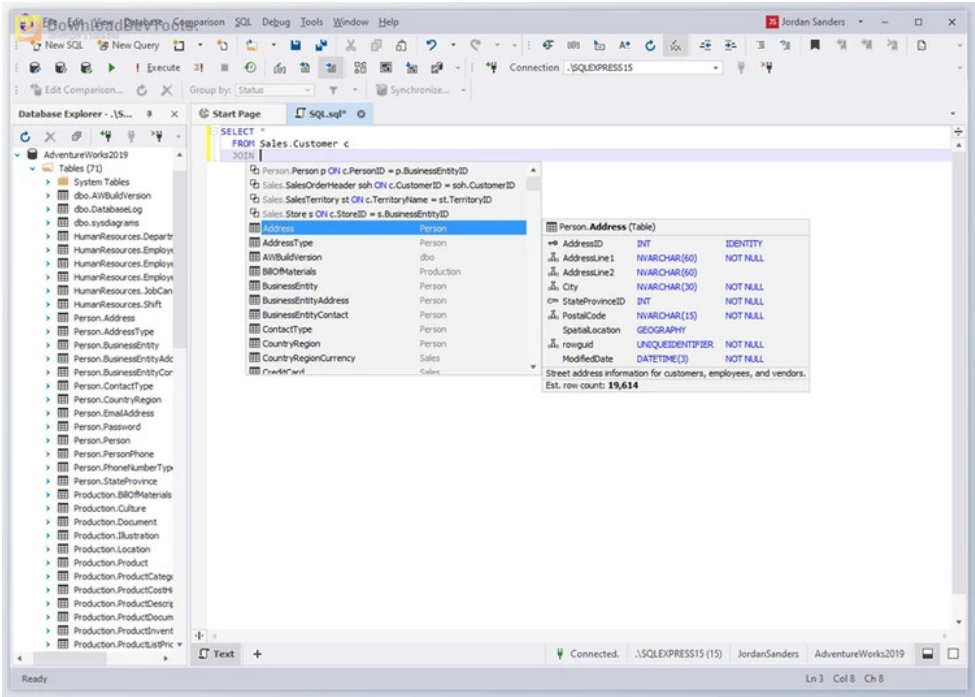 File Edit View Database Comparison SQL Debug Tools Window Help
DownloadDevTools.
JS Jordan Sanders
New SQL New Query
Execute
Connection .\SQLEXPRESS15
Edit Comparison... Group by: Status Synchronize...
Database Explorer - .\S...
Start Page SQL.sql*
AdventureWorks2019
Tables (71)
System Tables
dbo.AWBuildVersion
dbo.DatabaseLog
dbo.sysdiagrams
HumanResources.Departr
HumanResources.Employe
HumanResources.Employe
HumanResources.Employe
HumanResources.JobCan
HumanResources.Shift
Person.Address
Person.AddressType
Person.BusinessEntity
Person.BusinessEntityAdc
Person.BusinessEntityCor
Person.ContactType
Person.CountryRegion
Person.EmailAddress
Person.Password
Person.Person
Person.PersonPhone
Person.PhoneNumberType
Person.StateProvince
Production.BillOfMaterials
Production.Culture
Production.Document
Production.Illustration
Production.Location
Production.Product
Production.ProductCatego
Production.ProductCostHi
Production.ProductDescrip
Production.ProductDocum
Production.ProductInvent
Production.ProductListPric
SELECT *
FROM Sales.Customer c
JOIN
Person.Person p ON c.PersonID = p.BusinessEntityID
Sales.SalesOrderHeader soh ON c.CustomerID = soh.CustomerID
Sales.SalesTerritory st ON c.TerritoryName = st.TerritoryID
Sales.Store s ON c.StoreID = s.BusinessEntityID
Address Person
AddressType Person
AWBuildVersion dbo
BillOfMaterials Production
BusinessEntity Person
BusinessEntityAddress Person
BusinessEntityContact Person
ContactType Person
CountryRegion Person
CountryRegionCurrency Sales
CreditCard Sales
Person.Address (Table)
AddressID INT IDENTITY
AddressLine1 NVARCHAR(60) NOT NULL
AddressLine2 NVARCHAR(60)
City NVARCHAR(30) NOT NULL
StateProvinceID INT NOT NULL
PostalCode NVARCHAR(15) NOT NULL
SpatialLocation GEOGRAPHY
rowguid UNIQUEIDENTIFIER NOT NULL
ModifiedDate DATETIME(3) NOT NULL
Street address information for customers, employees, and vendors.
Est. row count: 19,614
Text +
Connected. .\SQLEXPRESS15 (15) JordanSanders AdventureWorks2019
Ready Ln 3 Col 8 Ch 8